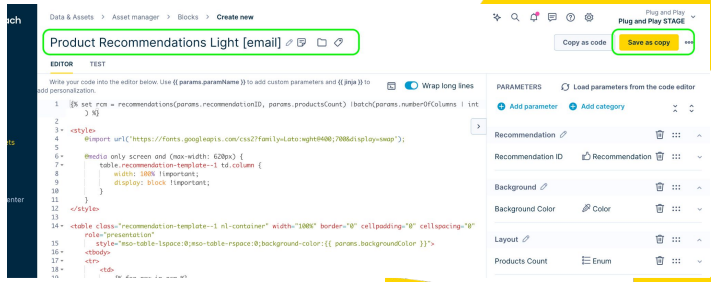 ach
Data & Assets > Asset manager > Blocks > Create new
Plug and Play
Plug and Play STAGE
Product Recommendations Light [email]
Copy as code
Save as copy
EDITOR
TEST
Write your code into the editor below. Use {{ params.paramName }} to add custom parameters and {{ jinja }} to
add personalization.
Wrap long lines
PARAMETERS
Load parameters from the code editor
Add parameter
Add category
1 {% set rcm = recommendations(params.recommendationID, params.productsCount) |batch(params.numberOfColumns | int
) %}
2
3 <style>
4 @import url('https://fonts.googleapis.com/css2?family=Lato:wght@400;700&display=swap');
5
6 @media only screen and (max-width: 620px) {
7 table.recommendation-template--1 td.column {
8 width: 100% !important;
9 display: block !important;
10 }
11 }
12 </style>
13
14 <table class="recommendation-template--1 nl-container" width="100%" border="0" cellpadding="0" cellspacing="0"
role="presentation"
15 style="mso-table-lspace:0;mso-table-rspace:0;background-color:{{ params.backgroundColor }}">
16 <tbody>
17 <tr>
18 <td>
19 {% for row in rcm %}
ets
enter
Recommendation
Recommendation ID
Recommendation
Background
Background Color
Color
Layout
Products Count
Enum